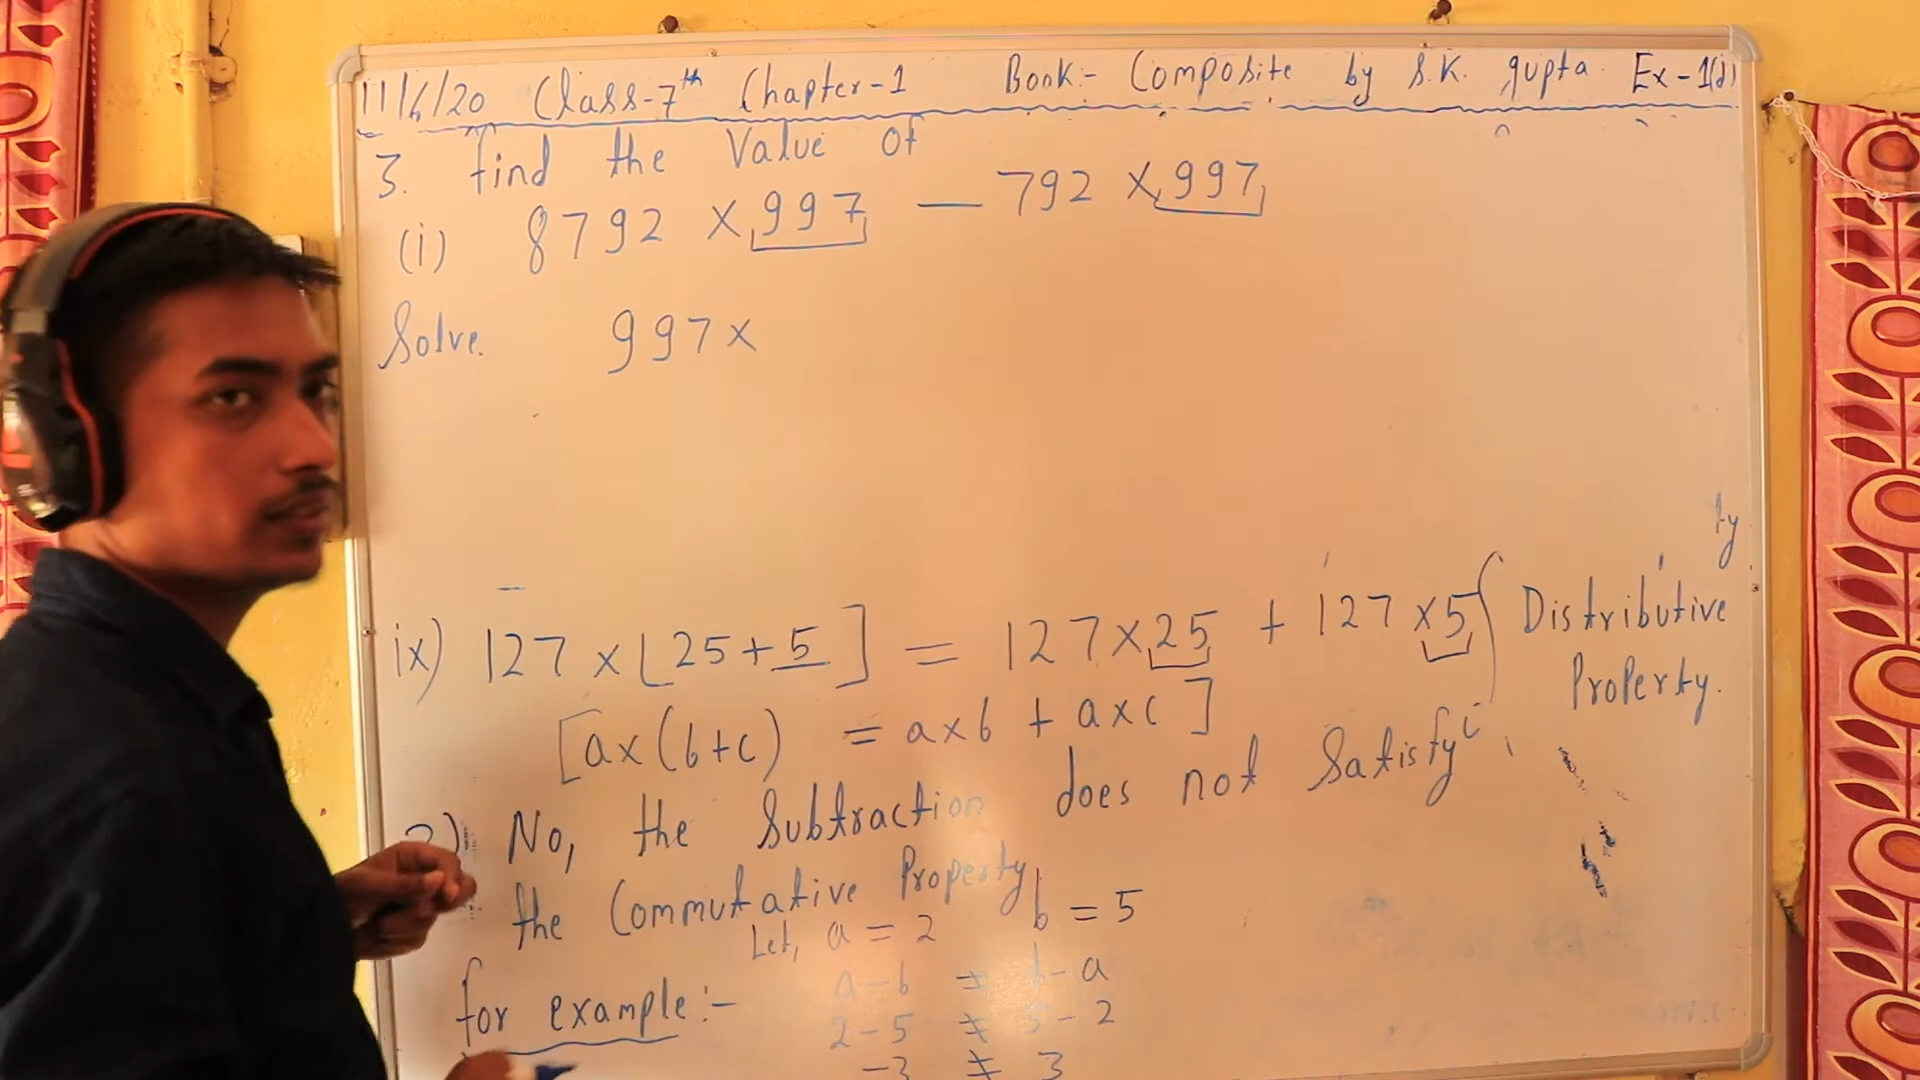 11/6/20 Class-7th Chapter-1 Book:- Composite by S.K. gupta Ex-1(d)
3. find the Value Of
(i) 8792 × 997 — 792 × 997
Solve. 997×
ty
ix) 127 × [25+5] = 127×25 + 127×5 { Distributive
Property.
[a×(b+c) = a×b + a×c]
2) No, the Subtraction does not Satisfy
the Commutative Property
Let, a = 2 b = 5
for example:- a-b ≠ b-a
2-5 ≠ 5-2
-3 ≠ 3